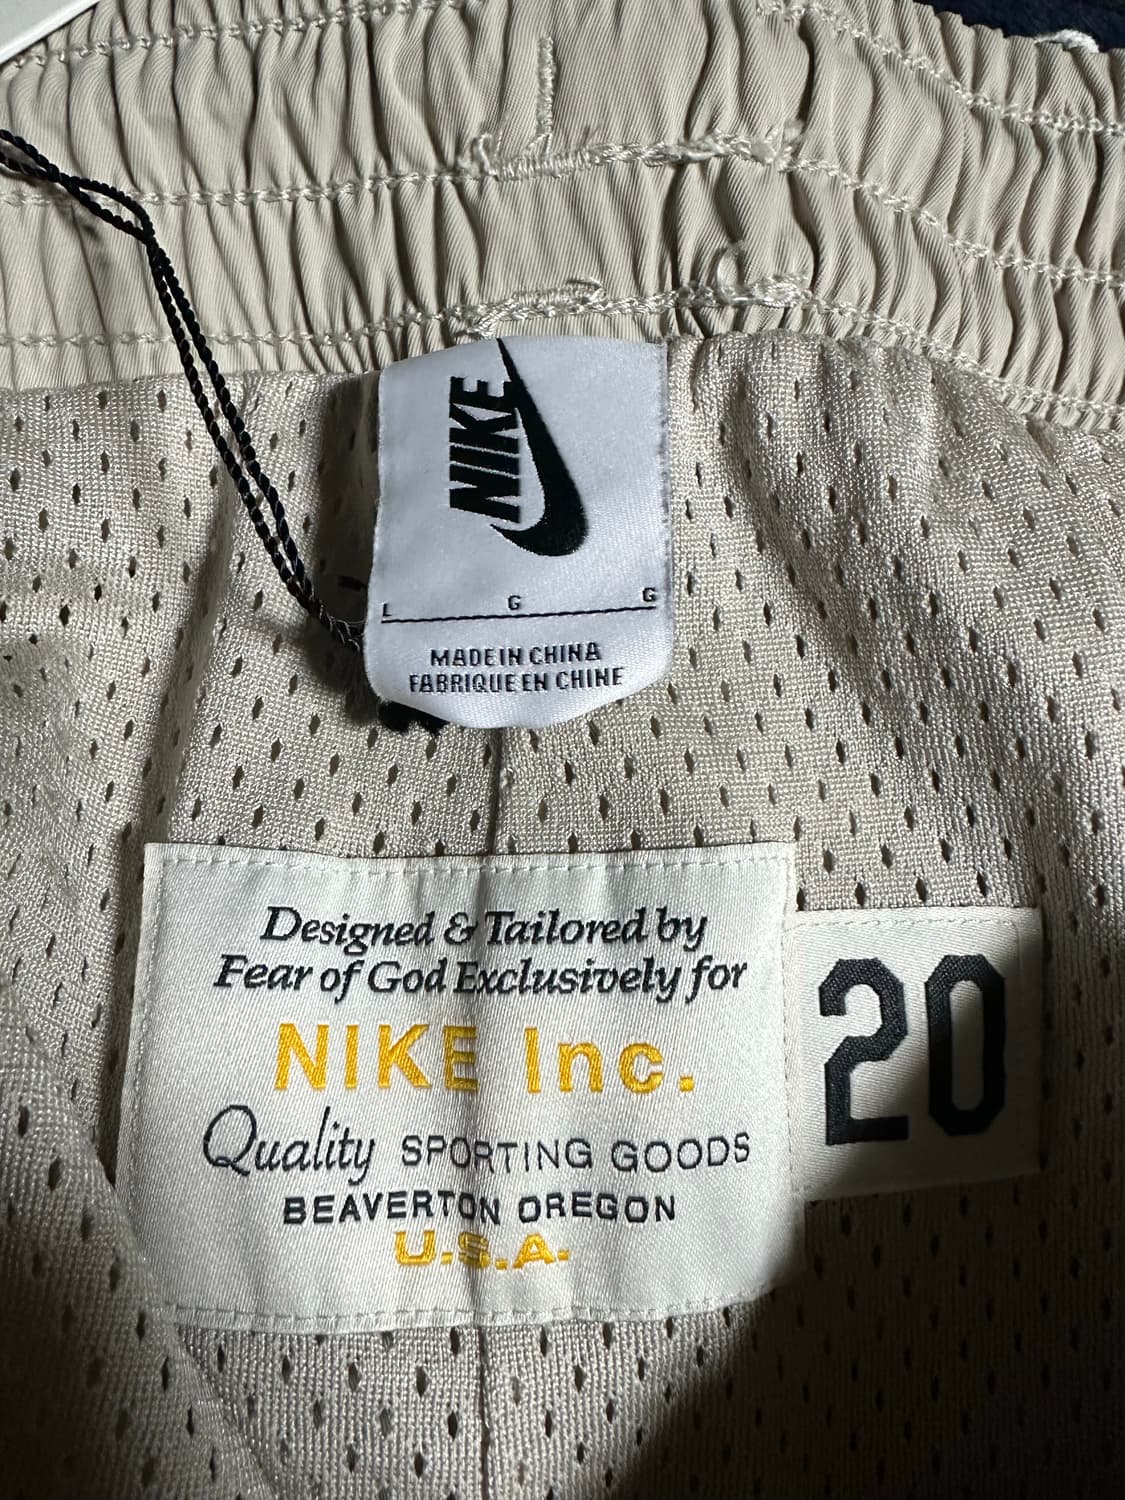 NIKE
L G G
MADE IN CHINA
FABRIQUE EN CHINE
Designed & Tailored by
Fear of God Exclusively for
NIKE Inc.
Quality SPORTING GOODS
BEAVERTON OREGON
U.S.A.
20